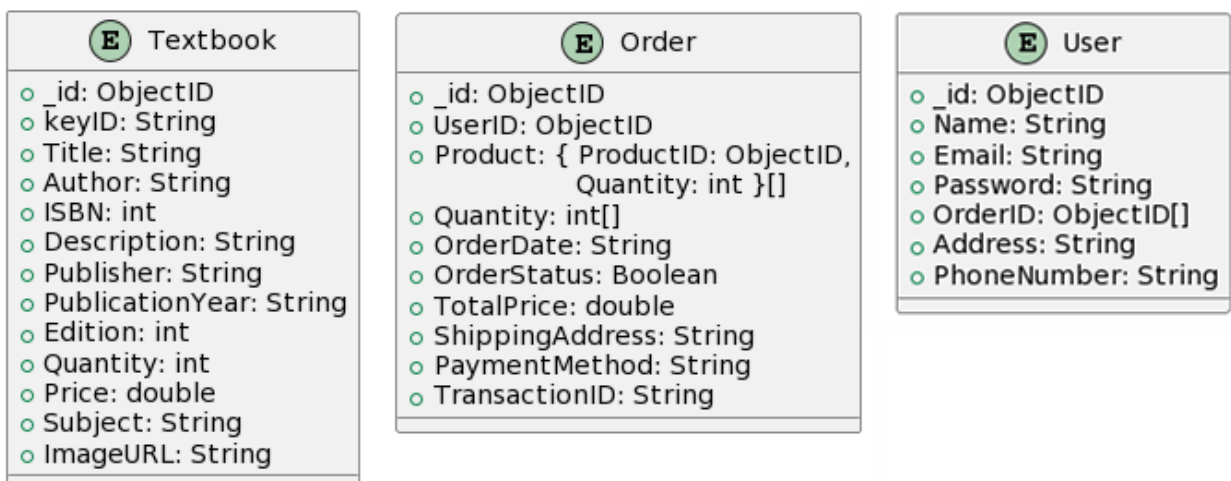 E Textbook
_id: ObjectID
keyID: String
Title: String
Author: String
ISBN: int
Description: String
Publisher: String
PublicationYear: String
Edition: int
Quantity: int
Price: double
Subject: String
ImageURL: String
E Order
_id: ObjectID
UserID: ObjectID
Product: { ProductID: ObjectID,
Quantity: int }[]
Quantity: int[]
OrderDate: String
OrderStatus: Boolean
TotalPrice: double
ShippingAddress: String
PaymentMethod: String
TransactionID: String
E User
_id: ObjectID
Name: String
Email: String
Password: String
OrderID: ObjectID[]
Address: String
PhoneNumber: String